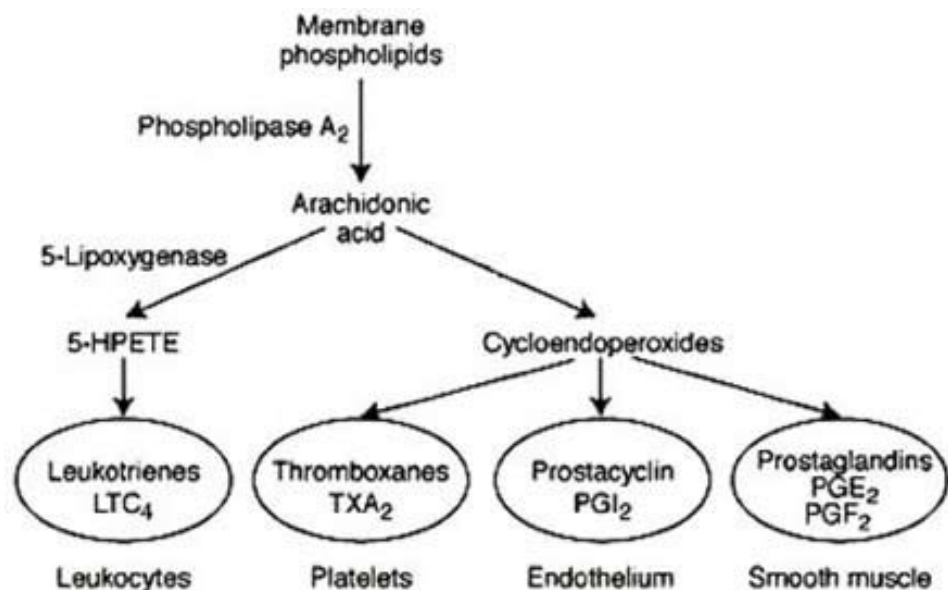 Membrane
phospholipids
Phospholipase A₂
Arachidonic
acid
5-Lipoxygenase
5-HPETE
Cycloendoperoxides
Leukotrienes
LTC₄
Thromboxanes
TXA₂
Prostacyclin
PGI₂
Prostaglandins
PGE₂
PGF₂
Leukocytes
Platelets
Endothelium
Smooth muscle